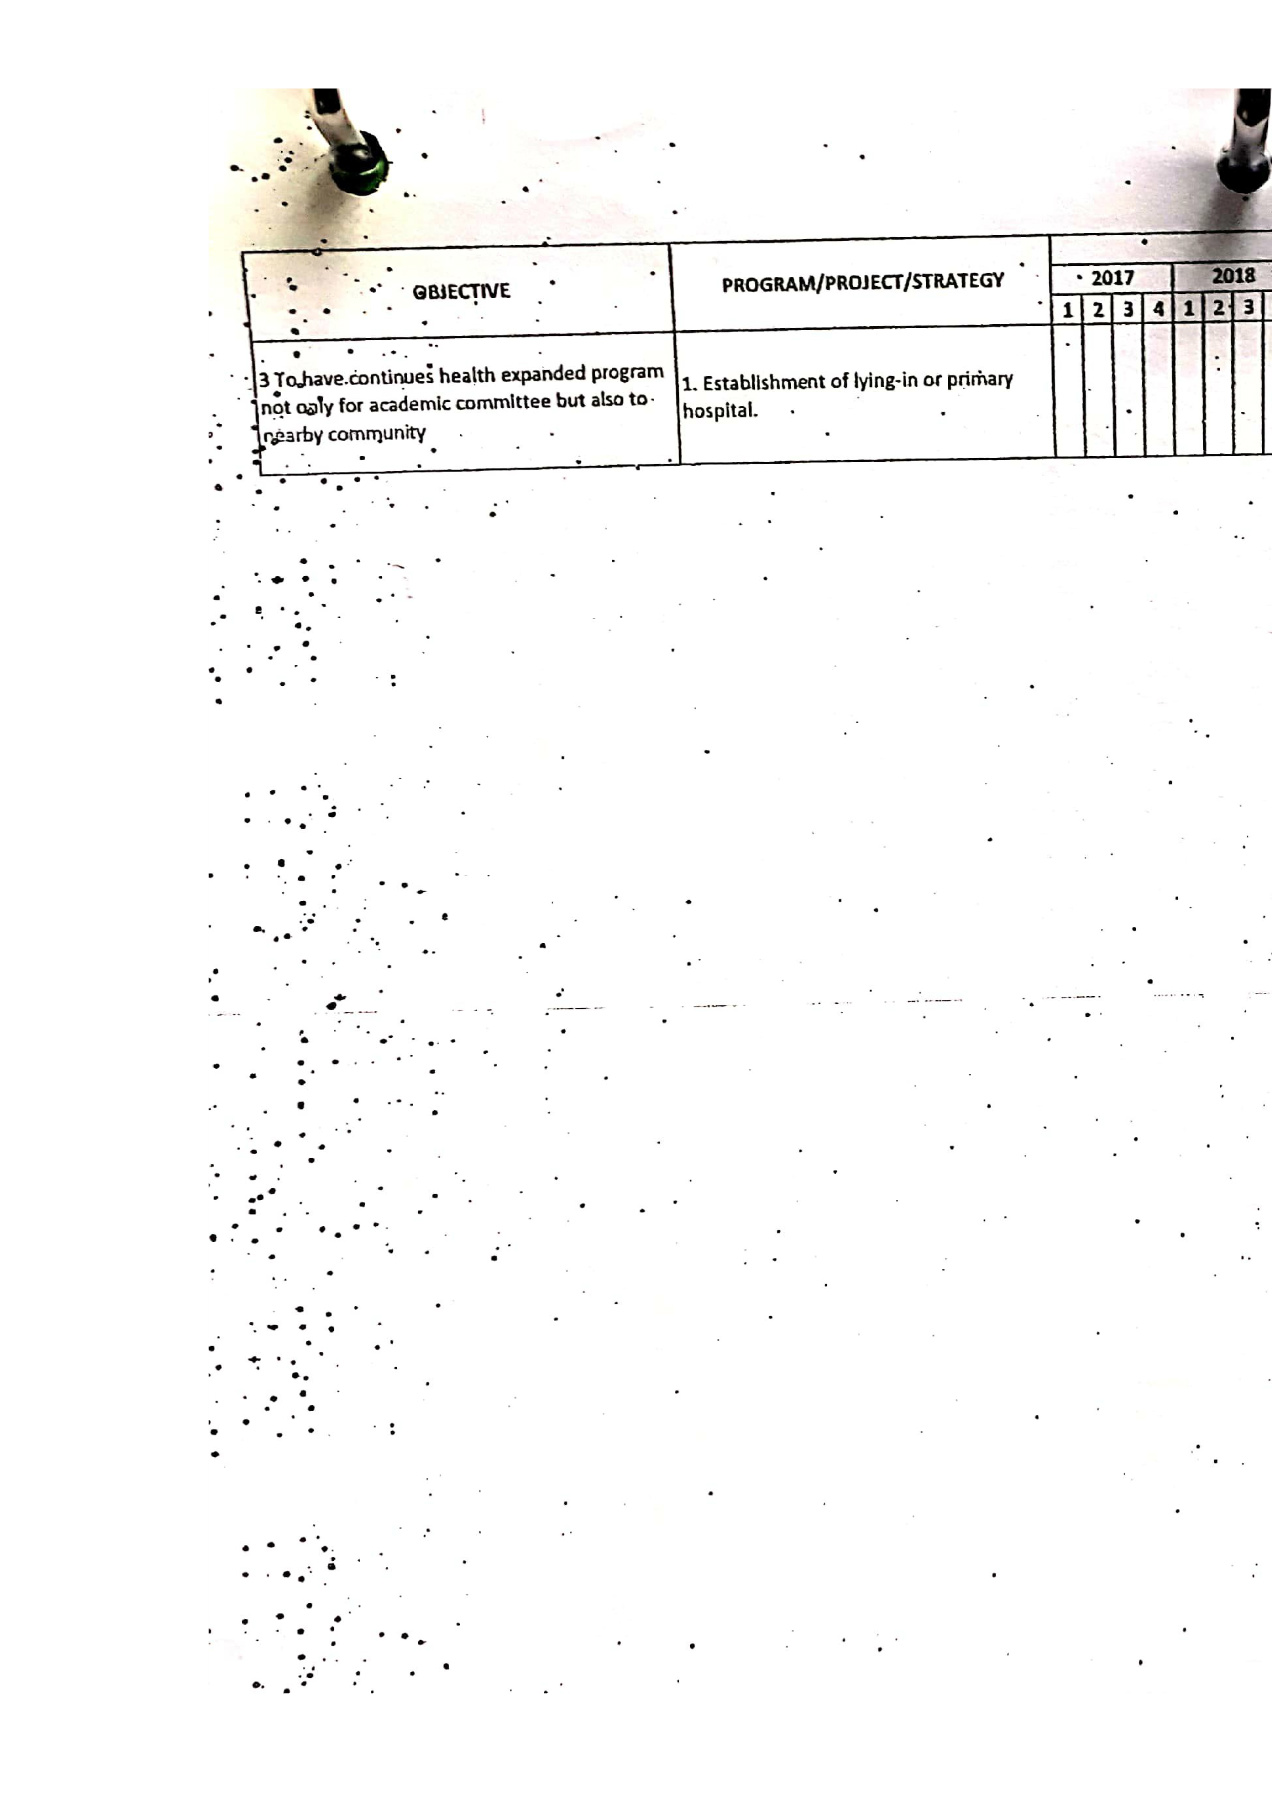 OBJECTIVE
PROGRAM/PROJECT/STRATEGY
2017
2018
1 2 3 4 1 2 3
3 To have continues health expanded program
not only for academic committee but also to
nearby community
1. Establishment of lying-in or primary
hospital.